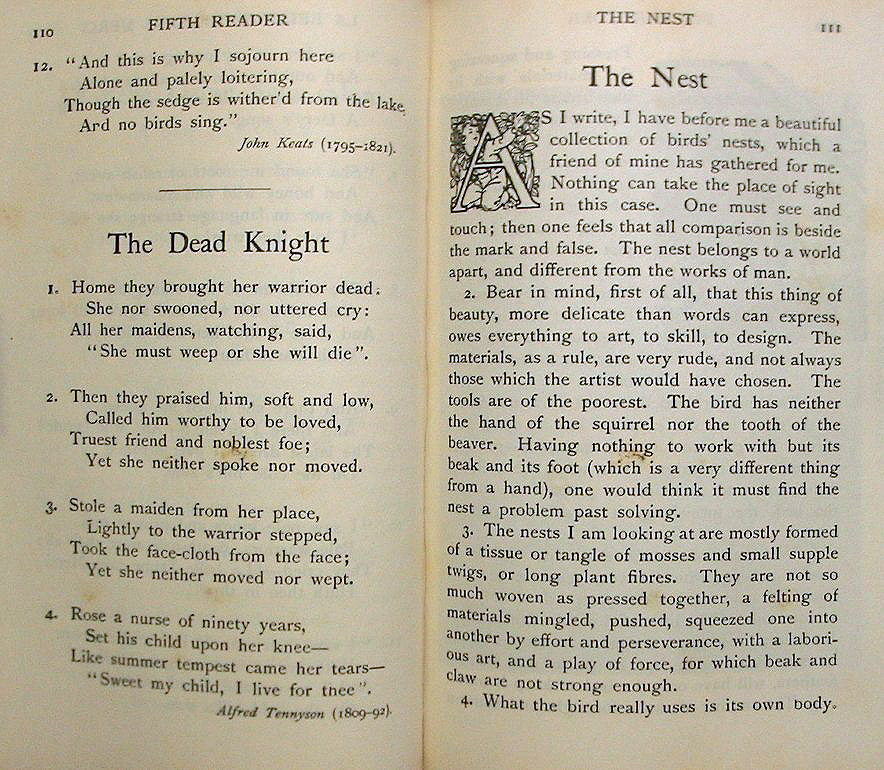 110 FIFTH READER
12. "And this is why I sojourn here
Alone and palely loitering,
Though the sedge is wither'd from the lake,
And no birds sing."
John Keats (1795–1821).
The Dead Knight
1. Home they brought her warrior dead:
She nor swooned, nor uttered cry:
All her maidens, watching, said,
"She must weep or she will die".
2. Then they praised him, soft and low,
Called him worthy to be loved,
Truest friend and noblest foe;
Yet she neither spoke nor moved.
3. Stole a maiden from her place,
Lightly to the warrior stepped,
Took the face-cloth from the face;
Yet she neither moved nor wept.
4. Rose a nurse of ninety years,
Set his child upon her knee—
Like summer tempest came her tears—
"Sweet my child, I live for thee".
Alfred Tennyson (1809–92).
THE NEST 111
The Nest
AS I write, I have before me a beautiful
collection of birds' nests, which a
friend of mine has gathered for me.
Nothing can take the place of sight
in this case. One must see and
touch; then one feels that all comparison is beside
the mark and false. The nest belongs to a world
apart, and different from the works of man.
2. Bear in mind, first of all, that this thing of
beauty, more delicate than words can express,
owes everything to art, to skill, to design. The
materials, as a rule, are very rude, and not always
those which the artist would have chosen. The
tools are of the poorest. The bird has neither
the hand of the squirrel nor the tooth of the
beaver. Having nothing to work with but its
beak and its foot (which is a very different thing
from a hand), one would think it must find the
nest a problem past solving.
3. The nests I am looking at are mostly formed
of a tissue or tangle of mosses and small supple
twigs, or long plant fibres. They are not so
much woven as pressed together, a felting of
materials mingled, pushed, squeezed one into
another by effort and perseverance, with a labori-
ous art, and a play of force, for which beak and
claw are not strong enough.
4. What the bird really uses is its own body.